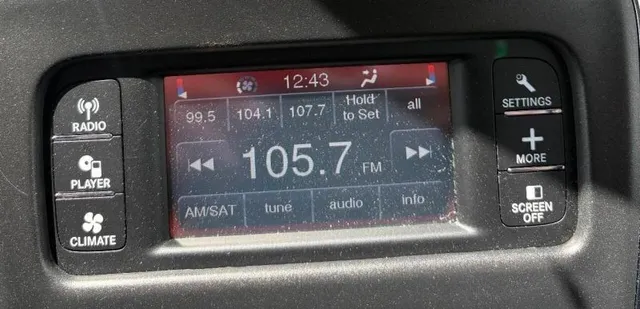 12:43
99.5 104.1 107.7 Hold to Set all
105.7 FM
AM/SAT tune audio info
RADIO
PLAYER
CLIMATE
SETTINGS
MORE
SCREEN
OFF